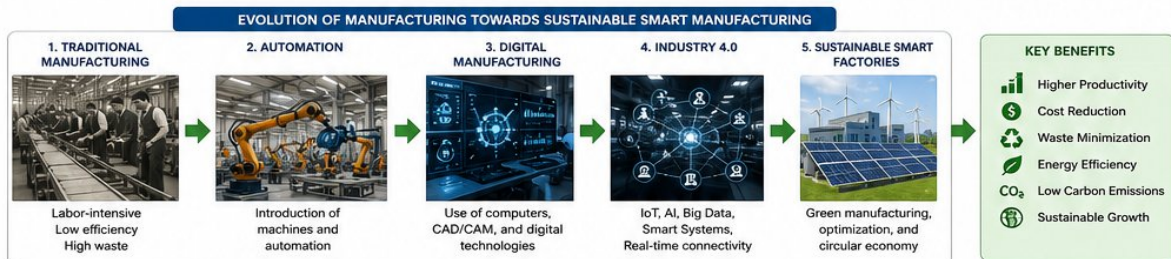 EVOLUTION OF MANUFACTURING TOWARDS SUSTAINABLE SMART MANUFACTURING
1. TRADITIONAL
MANUFACTURING
Labor-intensive
Low efficiency
High waste
2. AUTOMATION
Introduction of
machines and
automation
3. DIGITAL
MANUFACTURING
Use of computers,
CAD/CAM, and digital
technologies
4. INDUSTRY 4.0
IoT, AI, Big Data,
Smart Systems,
Real-time connectivity
5. SUSTAINABLE SMART
FACTORIES
Green manufacturing,
optimization, and
circular economy
KEY BENEFITS
Higher Productivity
$ Cost Reduction
Waste Minimization
Energy Efficiency
CO₂ Low Carbon Emissions
Sustainable Growth